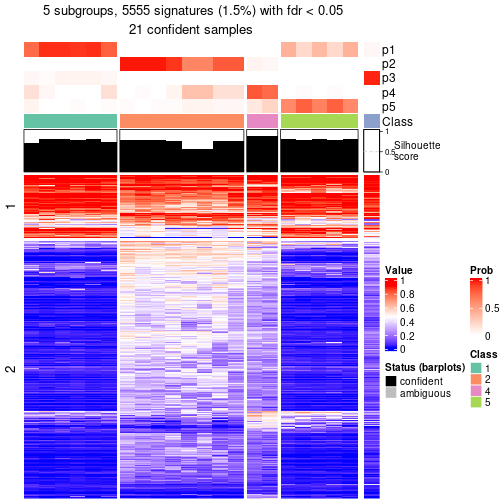 5 subgroups, 5555 signatures (1.5%) with fdr < 0.05
21 confident samples
p1
p2
p3
p4
p5
Class
1
0.5
0
Silhouette
score
1
2
Value
1
0.8
0.6
0.4
0.2
0
Prob
1
0.5
0
Status (barplots)
confident
ambiguous
Class
1
2
4
5